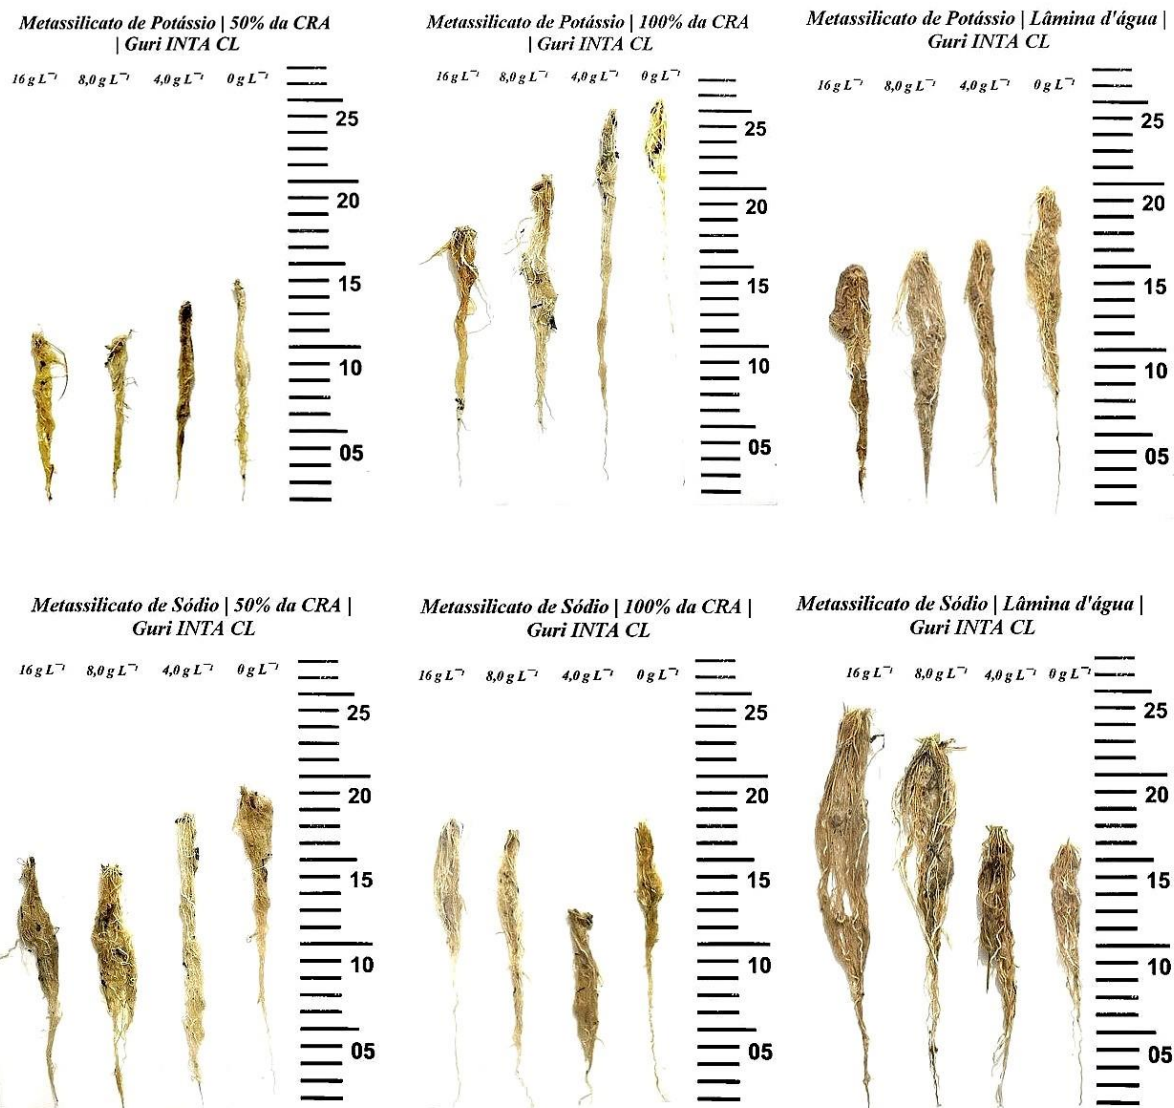 Metassilicato de Potássio | 50% da CRA
| Guri INTA CL
16 g L⁻¹ 8,0 g L⁻¹ 4,0 g L⁻¹ 0 g L⁻¹
25
20
15
10
05
Metassilicato de Potássio | 100% da CRA
| Guri INTA CL
16 g L⁻¹ 8,0 g L⁻¹ 4,0 g L⁻¹ 0 g L⁻¹
25
20
15
10
05
Metassilicato de Potássio | Lâmina d'água |
Guri INTA CL
16 g L⁻¹ 8,0 g L⁻¹ 4,0 g L⁻¹ 0 g L⁻¹
25
20
15
10
05
Metassilicato de Sódio | 50% da CRA |
Guri INTA CL
16 g L⁻¹ 8,0 g L⁻¹ 4,0 g L⁻¹ 0 g L⁻¹
25
20
15
10
05
Metassilicato de Sódio | 100% da CRA |
Guri INTA CL
16 g L⁻¹ 8,0 g L⁻¹ 4,0 g L⁻¹ 0 g L⁻¹
25
20
15
10
05
Metassilicato de Sódio | Lâmina d'água |
Guri INTA CL
16 g L⁻¹ 8,0 g L⁻¹ 4,0 g L⁻¹ 0 g L⁻¹
25
20
15
10
05